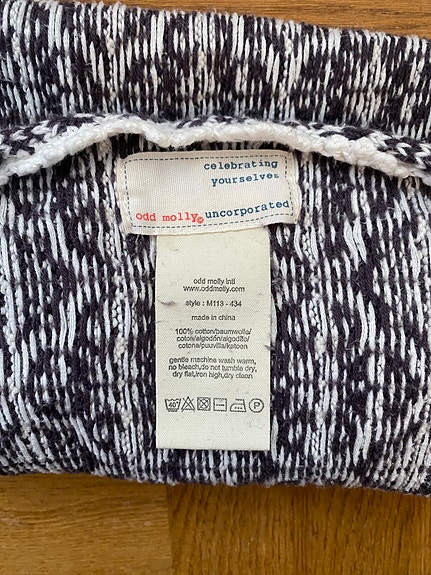 celebrating
yourselves
odd molly© uncorporated
odd molly intl
www.oddmolly.com
style : M113 - 434
made in china
100% cotton/baumwolle/
coton/algodón/algodão/
cotone/puuvilla/katoen
gentle machine wash warm,
no bleach,do not tumble dry,
dry flat,iron high,dry clean
40° P